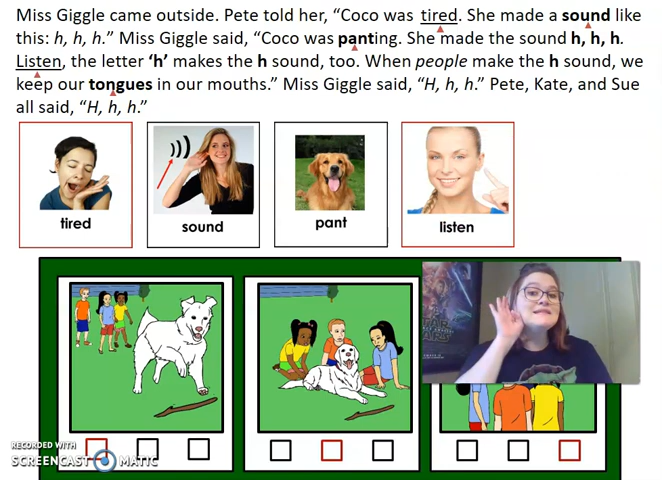 Miss Giggle came outside. Pete told her, “Coco was tired. She made a sound like
this: h, h, h.” Miss Giggle said, “Coco was panting. She made the sound h, h, h.
Listen, the letter ‘h’ makes the h sound, too. When people make the h sound, we
keep our tongues in our mouths.” Miss Giggle said, “H, h, h.” Pete, Kate, and Sue
all said, “H, h, h.”
tired
sound
pant
listen
RECORDED WITH
SCREENCAST MATIC